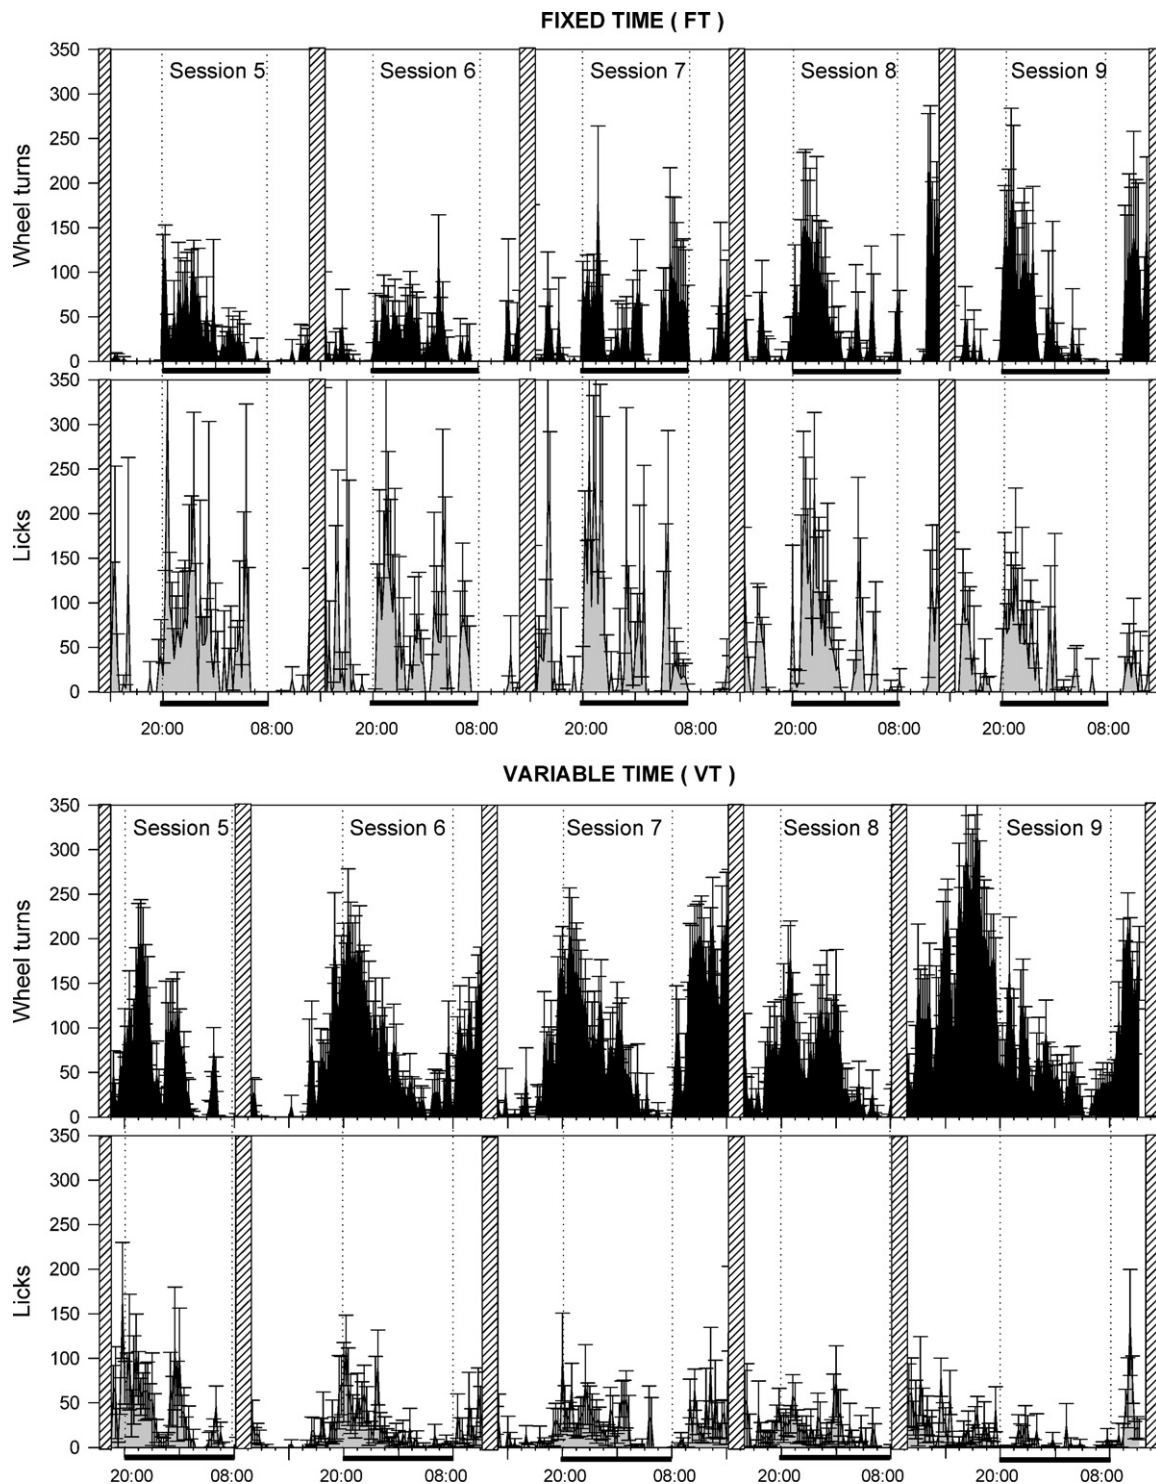 FIXED TIME ( FT )
350
300
250
200
150
100
50
0
Wheel turns
Session 5
Session 6
Session 7
Session 8
Session 9
350
300
250
200
150
100
50
0
Licks
20:00 08:00 20:00 08:00 20:00 08:00 20:00 08:00 20:00 08:00
VARIABLE TIME ( VT )
350
300
250
200
150
100
50
0
Wheel turns
Session 5
Session 6
Session 7
Session 8
Session 9
350
300
250
200
150
100
50
0
Licks
20:00 08:00 20:00 08:00 20:00 08:00 20:00 08:00 20:00 08:00